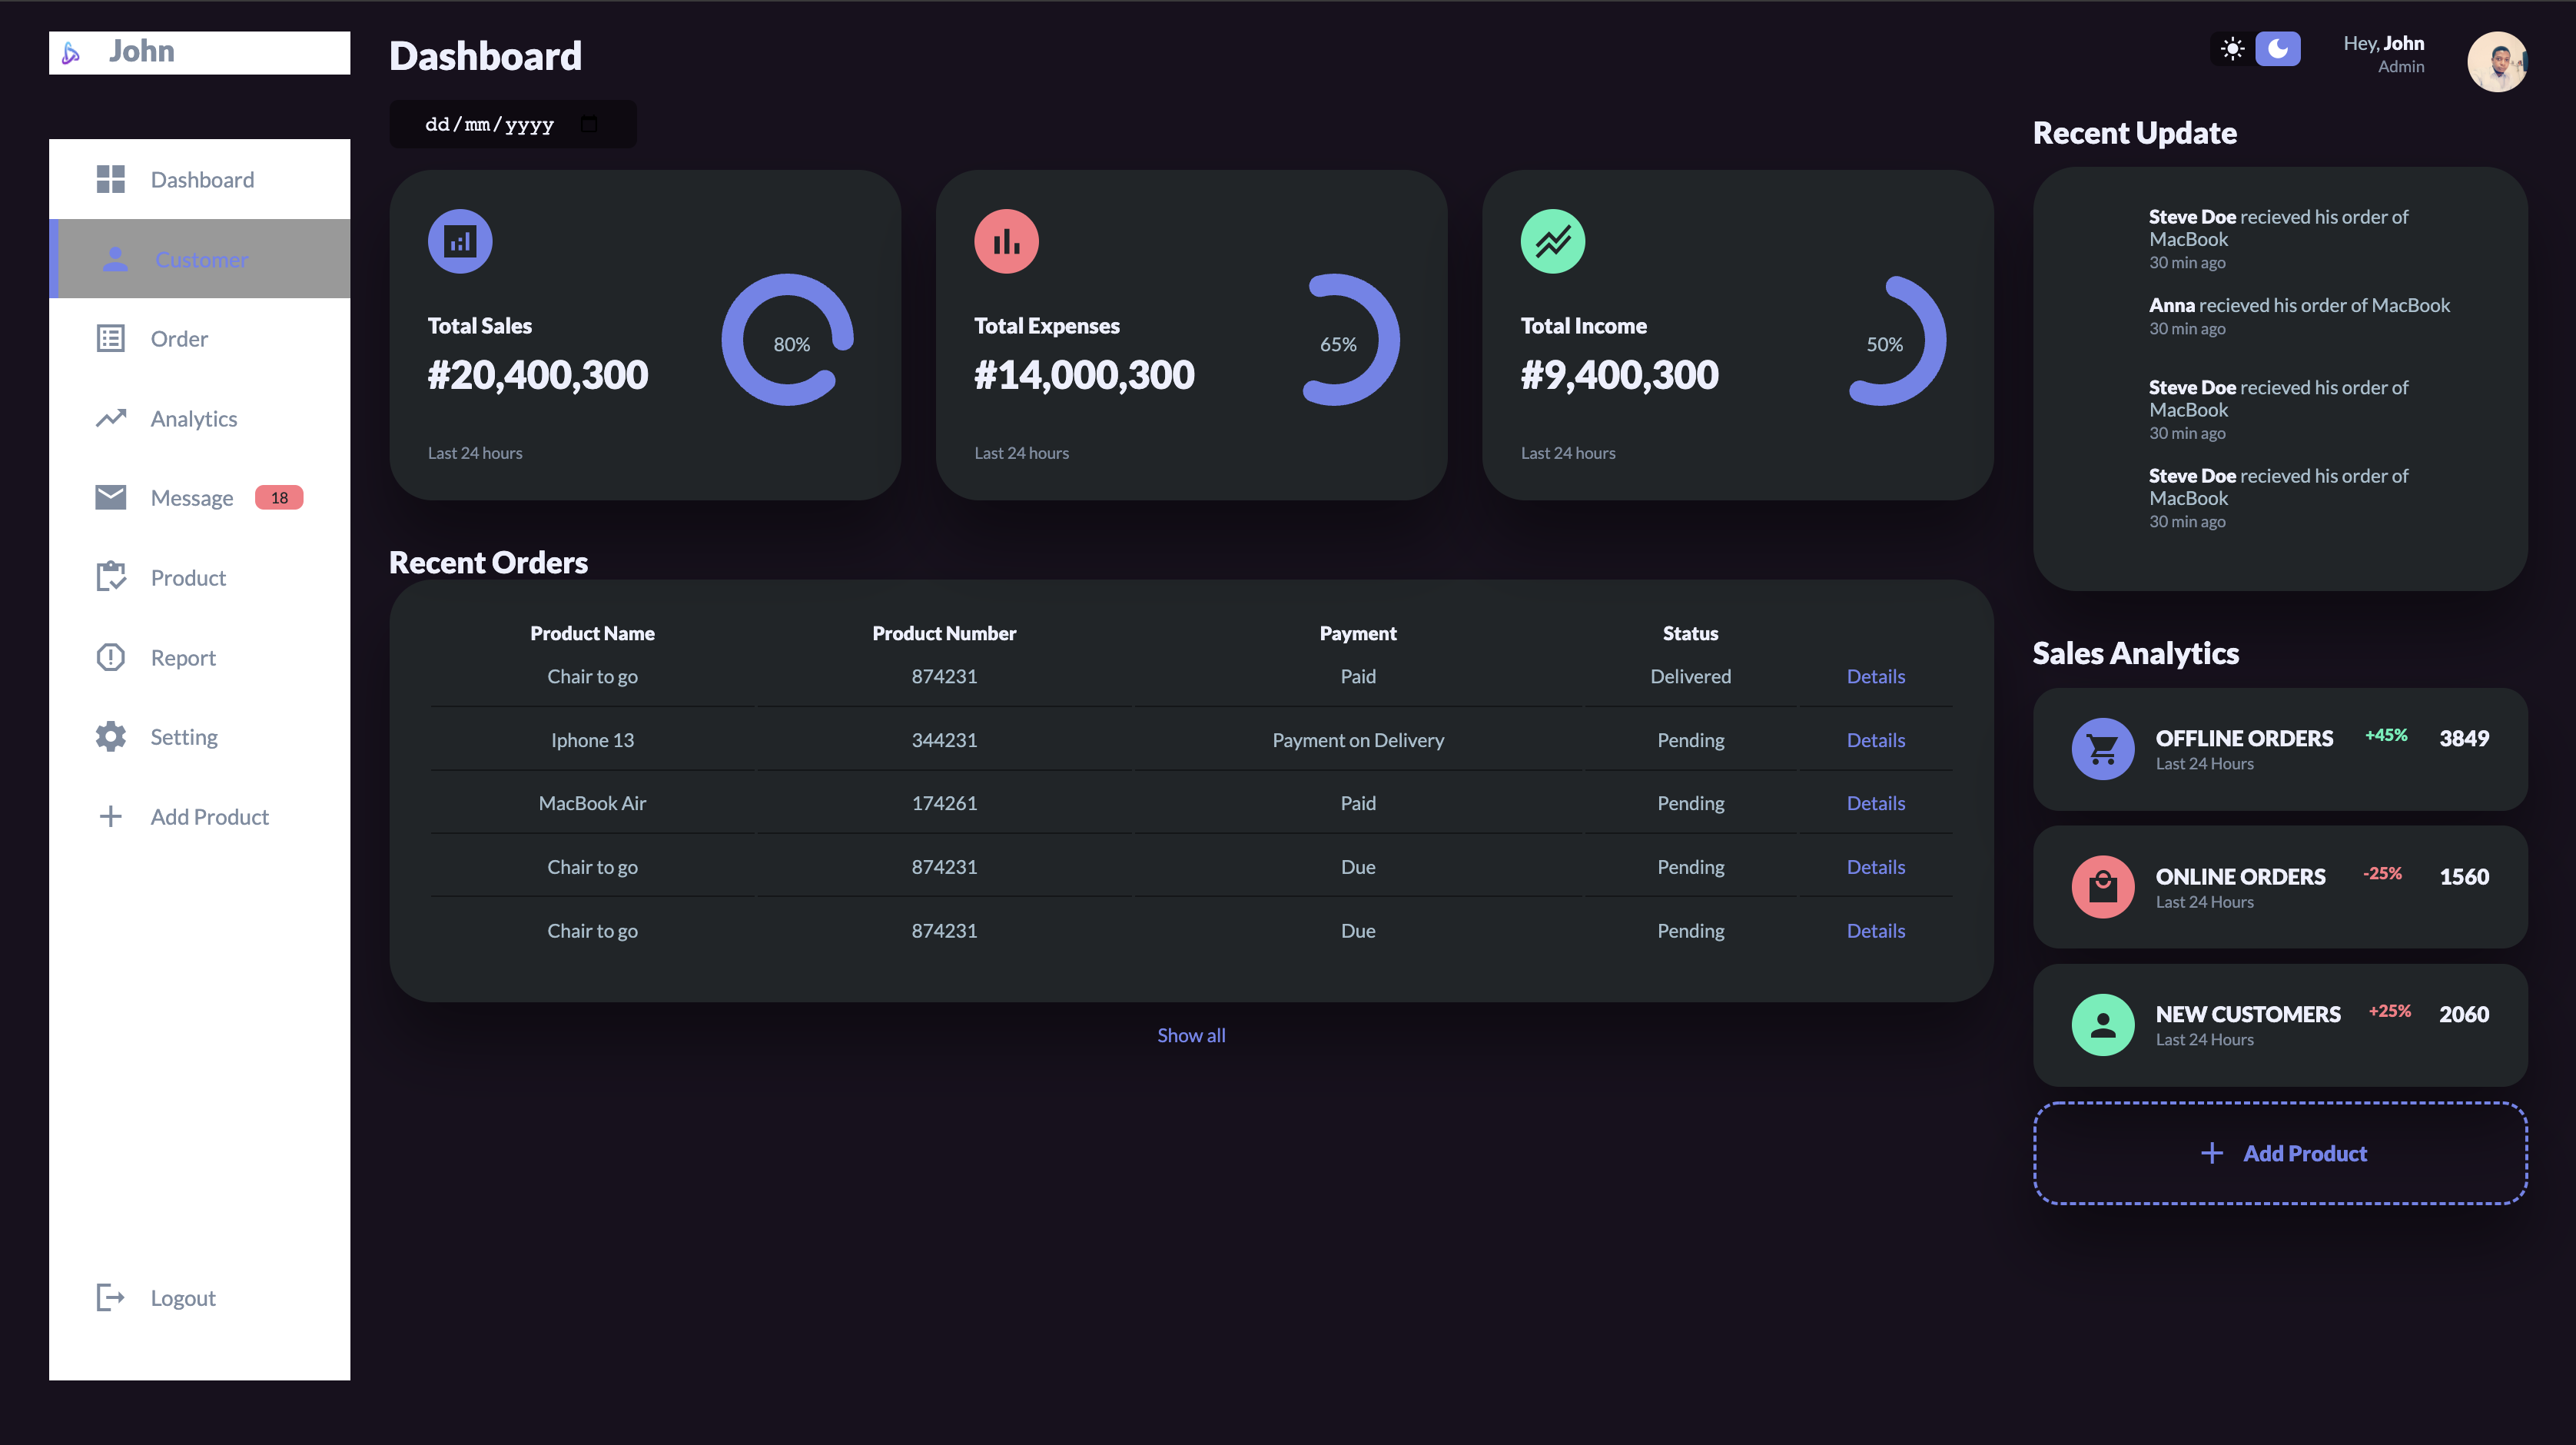 John
Dashboard
Customer
Order
Analytics
Message 18
Product
Report
Setting
Add Product
Logout
Dashboard
dd/mm/yyyy
Total Sales
#20,400,300
80%
Last 24 hours
Total Expenses
#14,000,300
65%
Last 24 hours
Total Income
#9,400,300
50%
Last 24 hours
Recent Orders
Product Name Product Number Payment Status
Chair to go 874231 Paid Delivered Details
Iphone 13 344231 Payment on Delivery Pending Details
MacBook Air 174261 Paid Pending Details
Chair to go 874231 Due Pending Details
Chair to go 874231 Due Pending Details
Show all
Hey, John
Admin
Recent Update
Steve Doe recieved his order of
MacBook
30 min ago
Anna recieved his order of MacBook
30 min ago
Steve Doe recieved his order of
MacBook
30 min ago
Steve Doe recieved his order of
MacBook
30 min ago
Sales Analytics
OFFLINE ORDERS +45% 3849
Last 24 Hours
ONLINE ORDERS -25% 1560
Last 24 Hours
NEW CUSTOMERS +25% 2060
Last 24 Hours
Add Product